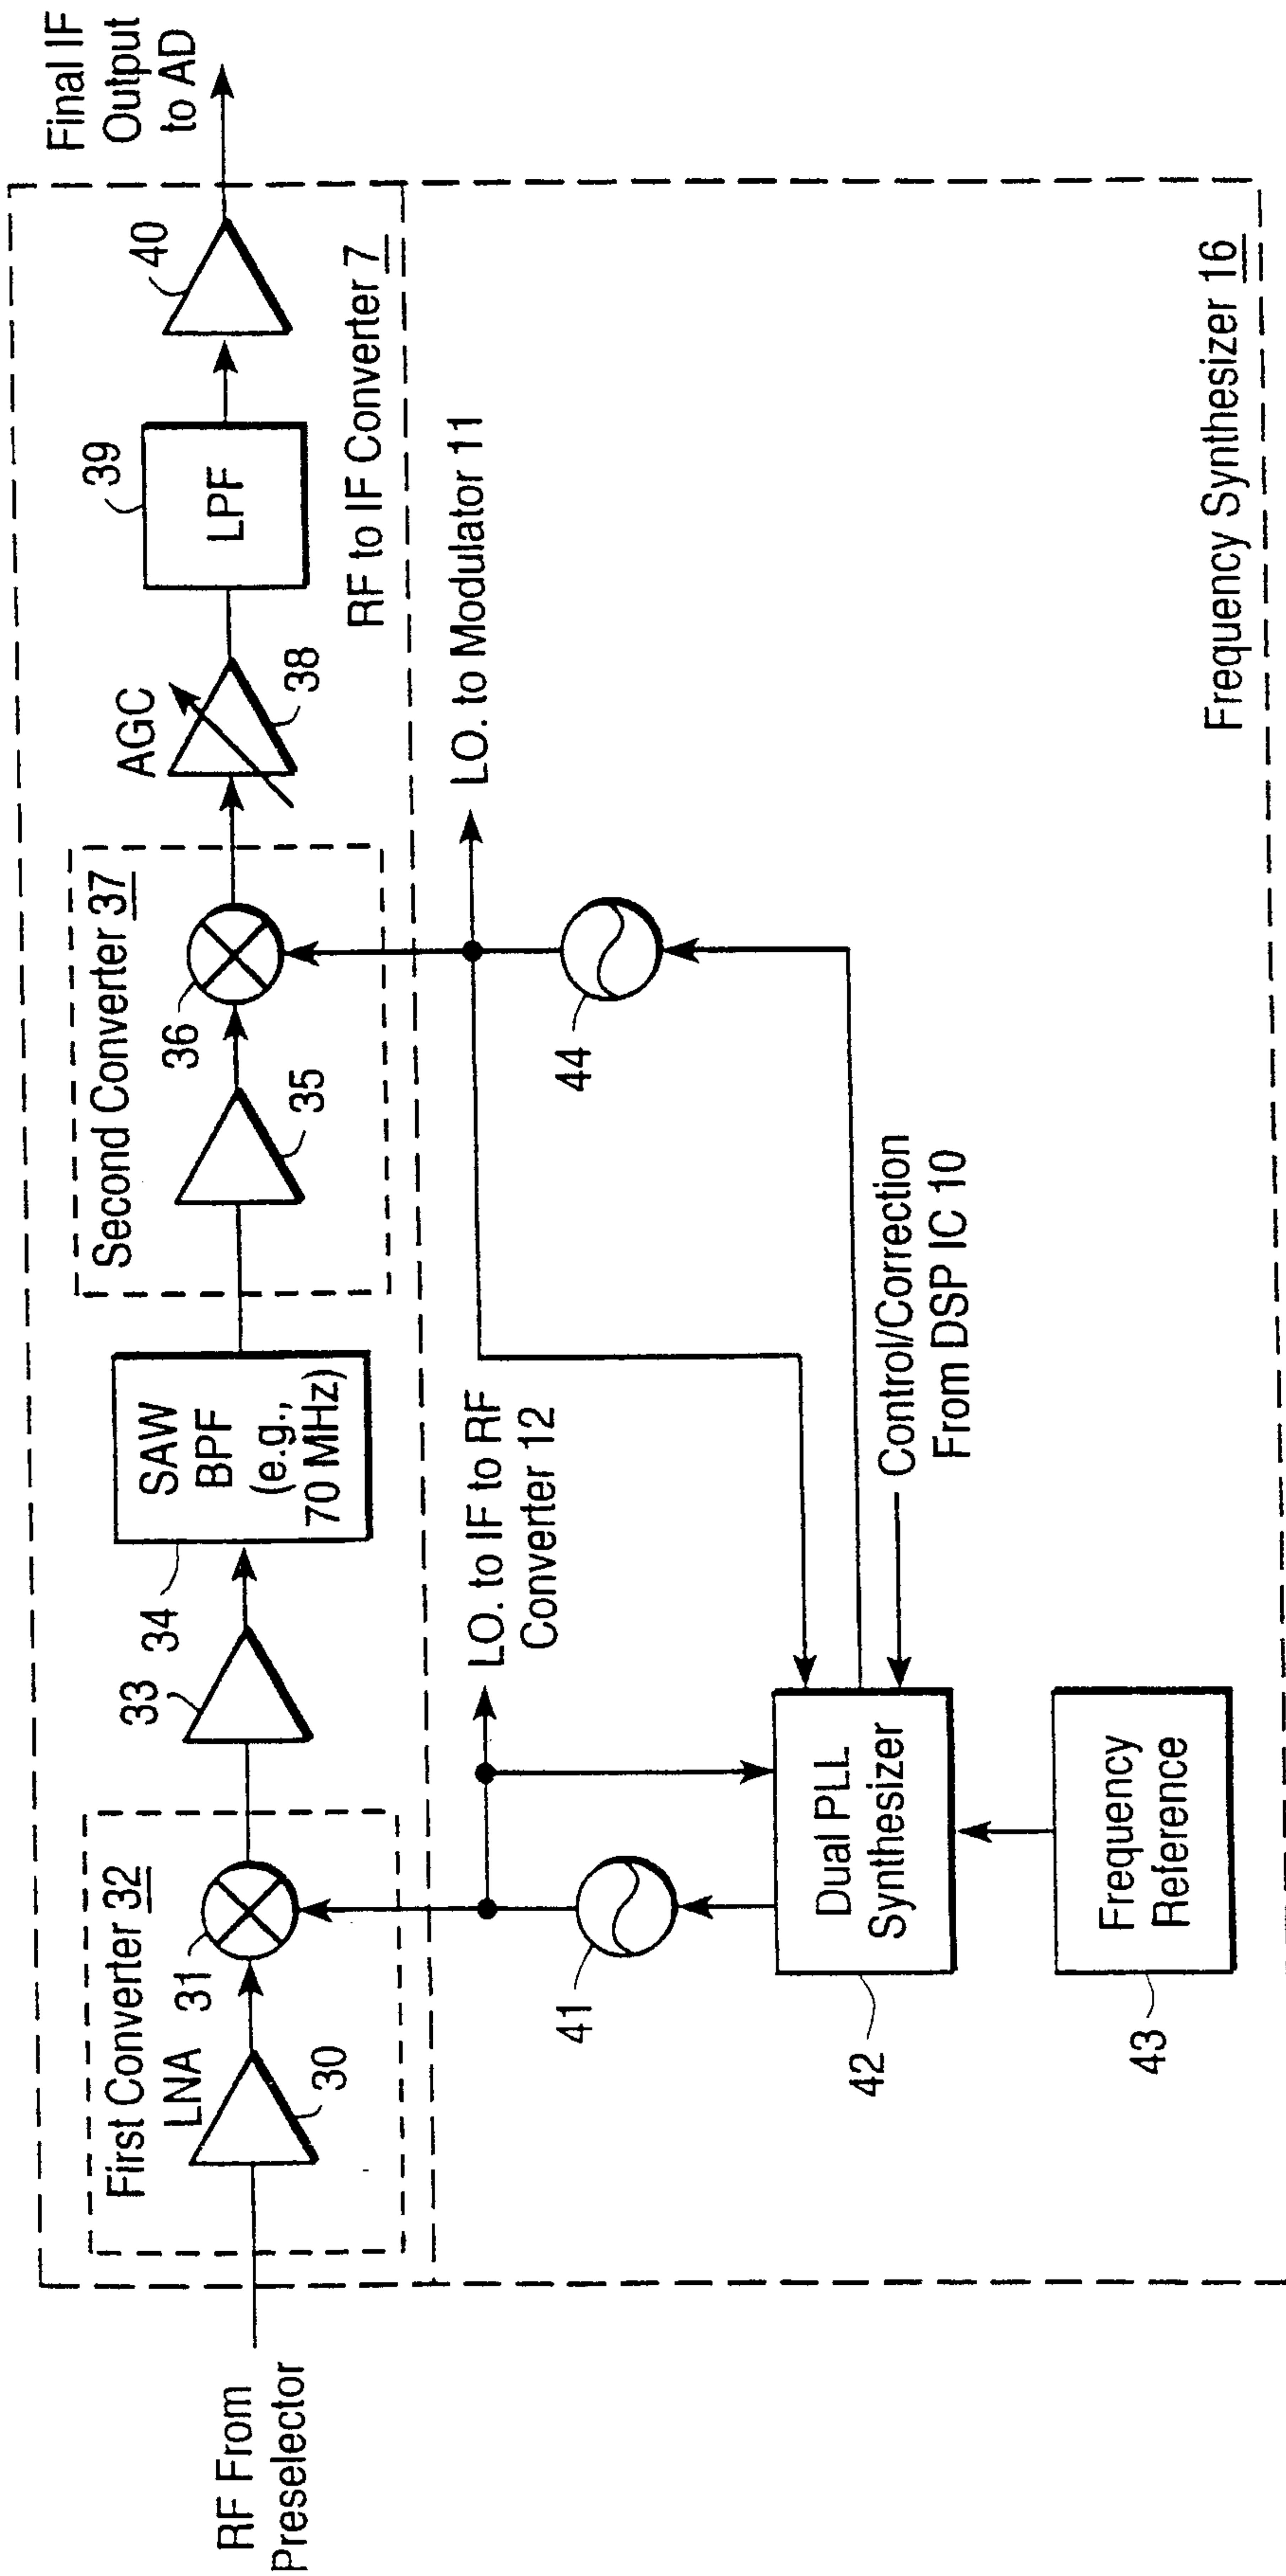 RF From
Preselector
First Converter 32
LNA
30
31
33
34
SAW
BPF
(e.g.,
70 MHz)
Second Converter 37
35
36
AGC
38
39
LPF
40
RF to IF Converter 7
Final IF
Output
to AD
LO. to IF to RF
Converter 12
LO. to Modulator 11
41
44
Dual PLL
Synthesizer
42
Control/Correction
From DSP IC 10
Frequency
Reference
43
Frequency Synthesizer 16